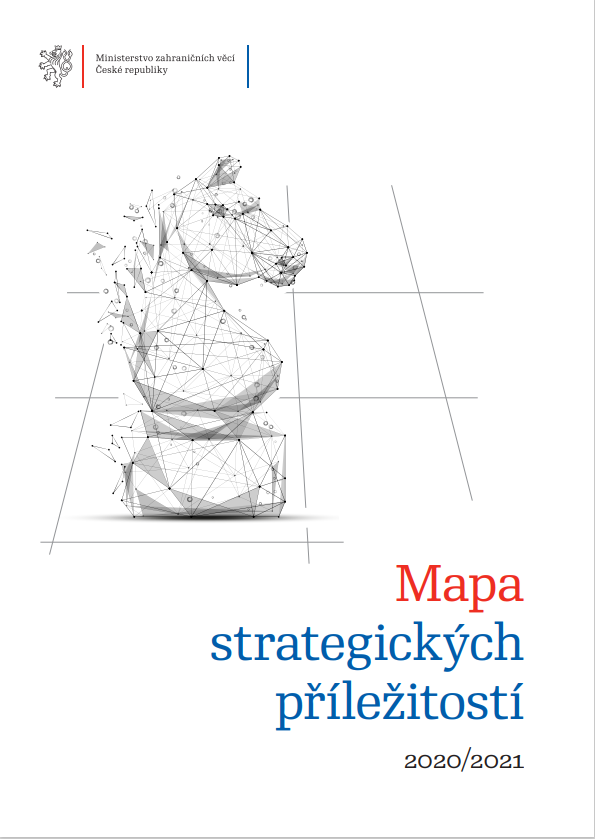 Ministerstvo zahraničních věcí
České republiky
Mapa
strategických
příležitostí
2020/2021